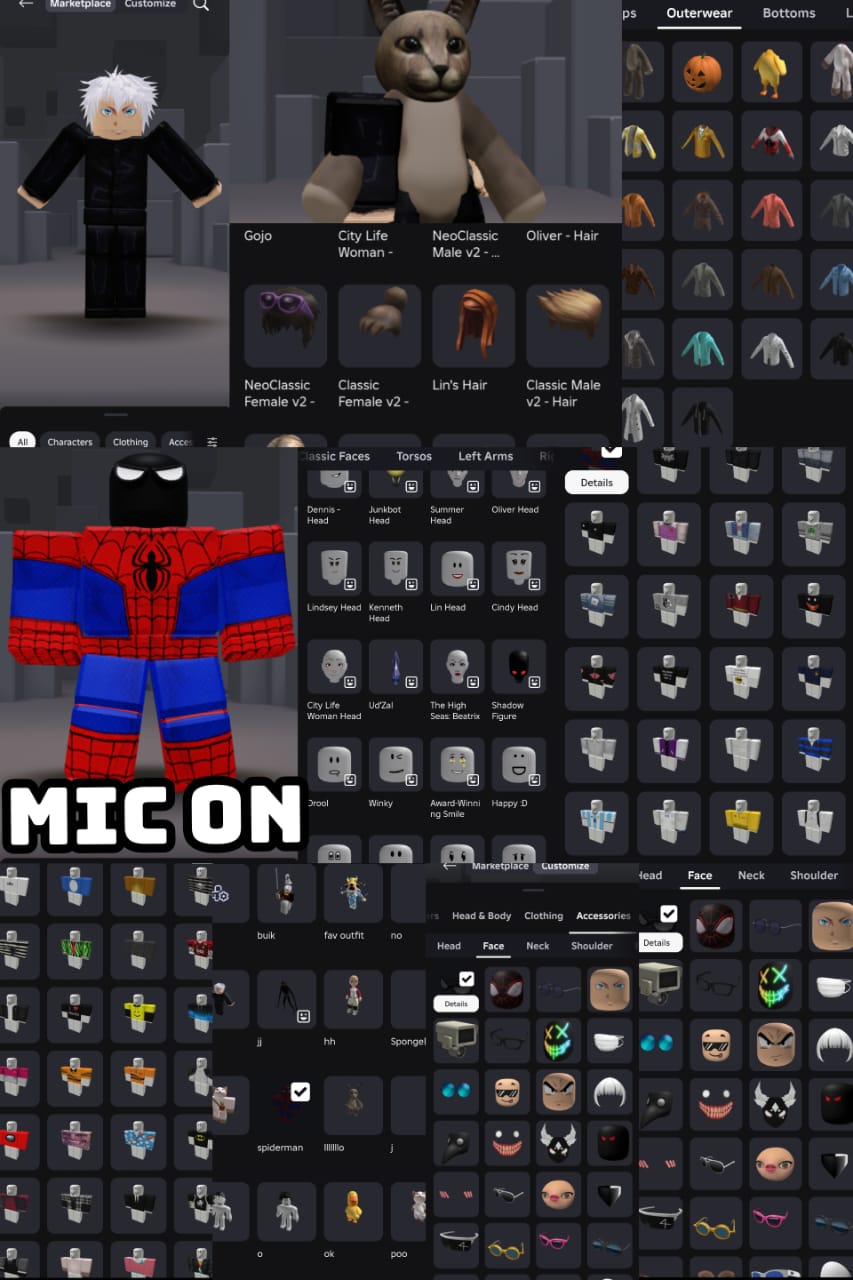 Marketplace Customize
All Characters Clothing Acces
Gojo
City Life
Woman -
NeoClassic
Male v2 - ...
Oliver - Hair
NeoClassic
Female v2 -
Classic
Female v2 -
Lin's Hair
Classic Male
v2 - Hair
ps Outerwear Bottoms L
MIC ON
Classic Faces Torsos Left Arms Ri
Dennis -
Head
Junkbot
Head
Summer
Head
Oliver Head
Lindsey Head
Kenneth
Head
Lin Head
Cindy Head
City Life
Woman Head
Ud'Zal
The High
Seas: Beatrix
Shadow
Figure
Drool
Winky
Award-Winni
ng Smile
Happy :D
Details
buik
fav outfit
no
jj
hh
Spongel
spiderman
lllllllo
j
o
ok
poo
Marketplace Customize
ers Head & Body Clothing Accessories
Head Face Neck Shoulder
Details
Head Face Neck Shoulder
Details